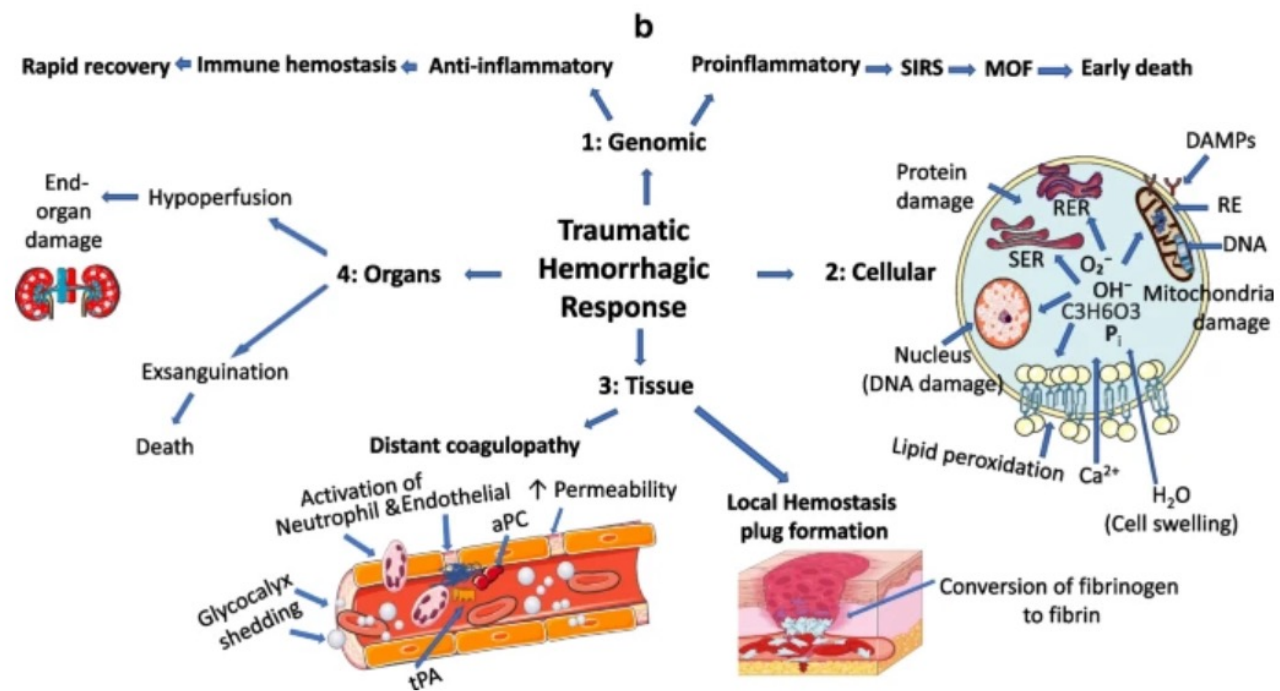 b
Rapid recovery
Immune hemostasis
Anti-inflammatory
Proinflammatory
SIRS
MOF
Early death
1: Genomic
Traumatic
Hemorrhagic
Response
2: Cellular
Protein
damage
RER
SER
O₂⁻
OH⁻
C3H6O3
Pᵢ
DAMPs
RE
DNA
Mitochondria
damage
Nucleus
(DNA damage)
Lipid peroxidation
Ca²⁺
H₂O
(Cell swelling)
3: Tissue
Distant coagulopathy
Activation of
Neutrophil &Endothelial
↑ Permeability
aPC
Glycocalyx
shedding
tPA
Local Hemostasis
plug formation
Conversion of fibrinogen
to fibrin
4: Organs
Hypoperfusion
End-
organ
damage
Exsanguination
Death